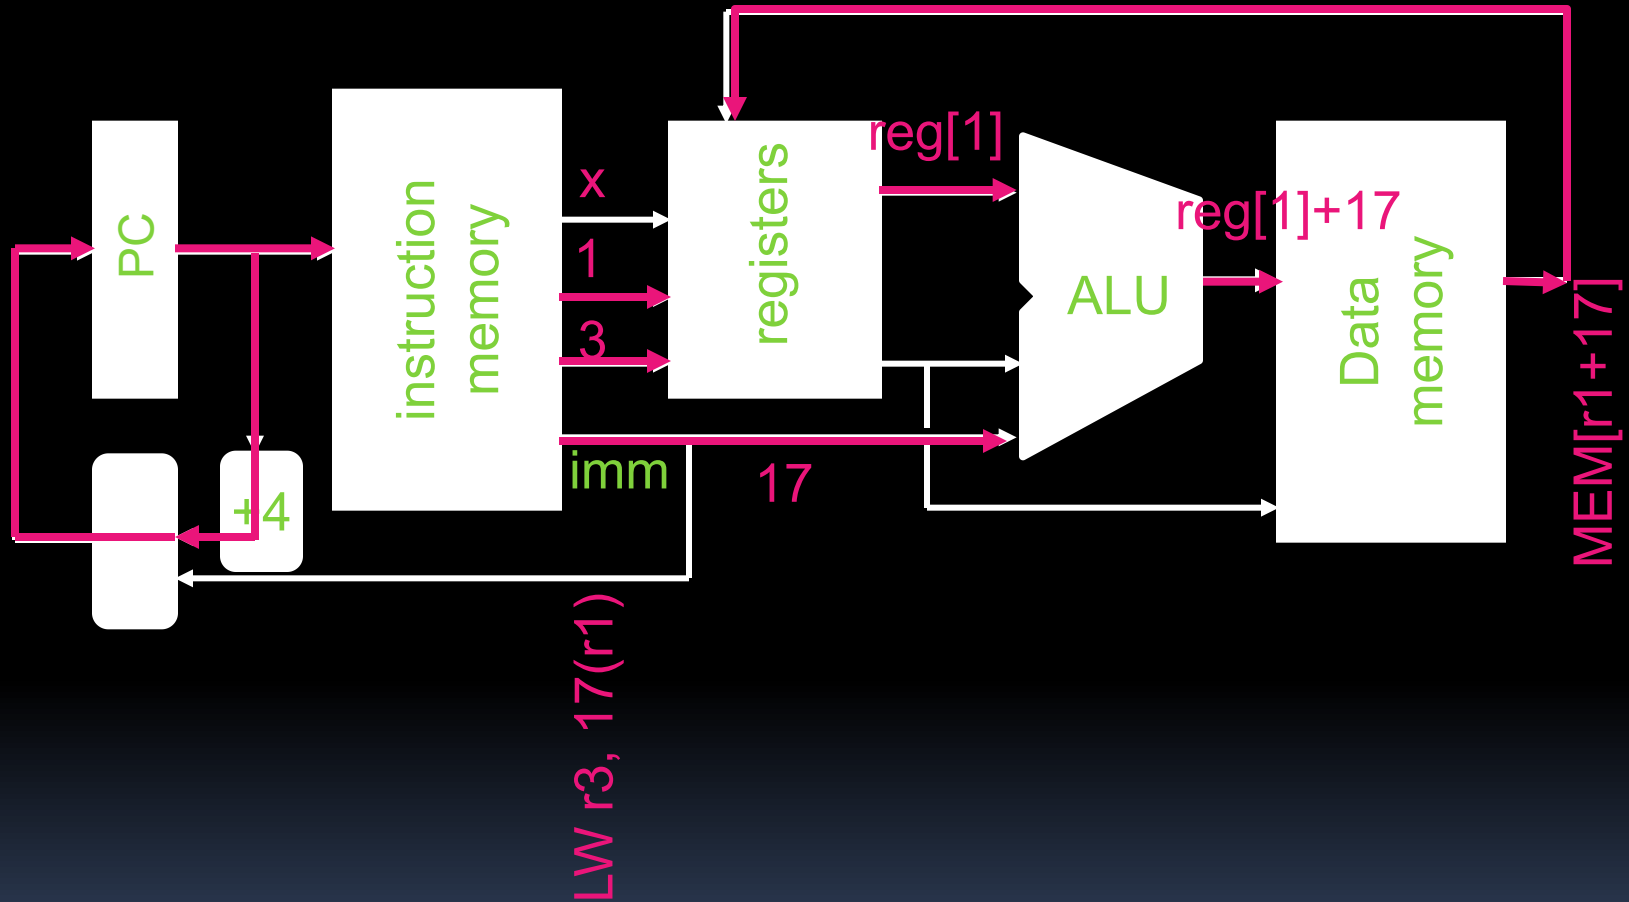 PC
+4
instruction
memory
x
1
3
imm
17
registers
reg[1]
ALU
reg[1]+17
Data
memory
MEM[r1+17]
LW r3, 17(r1)